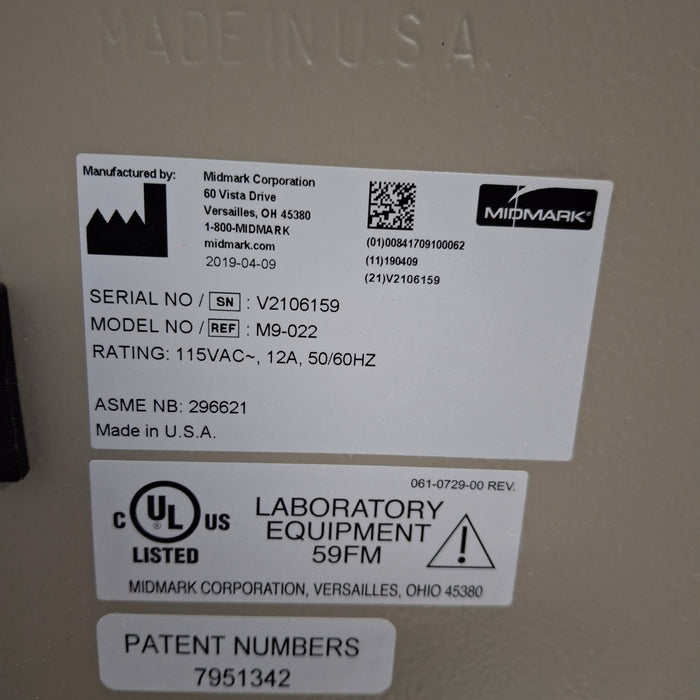 MADE IN U.S.A.
Manufactured by:
Midmark Corporation
60 Vista Drive
Versailles, OH 45380
1-800-MIDMARK
midmark.com
2019-04-09
(01)00841709100062
(11)190409
(21)V2106159
MIDMARK®
SERIAL NO / SN : V2106159
MODEL NO / REF : M9-022
RATING: 115VAC~, 12A, 50/60HZ
ASME NB: 296621
Made in U.S.A.
061-0729-00 REV.
C UL ® US
LISTED
LABORATORY
EQUIPMENT
59FM
!
MIDMARK CORPORATION, VERSAILLES, OHIO 45380
PATENT NUMBERS
7951342